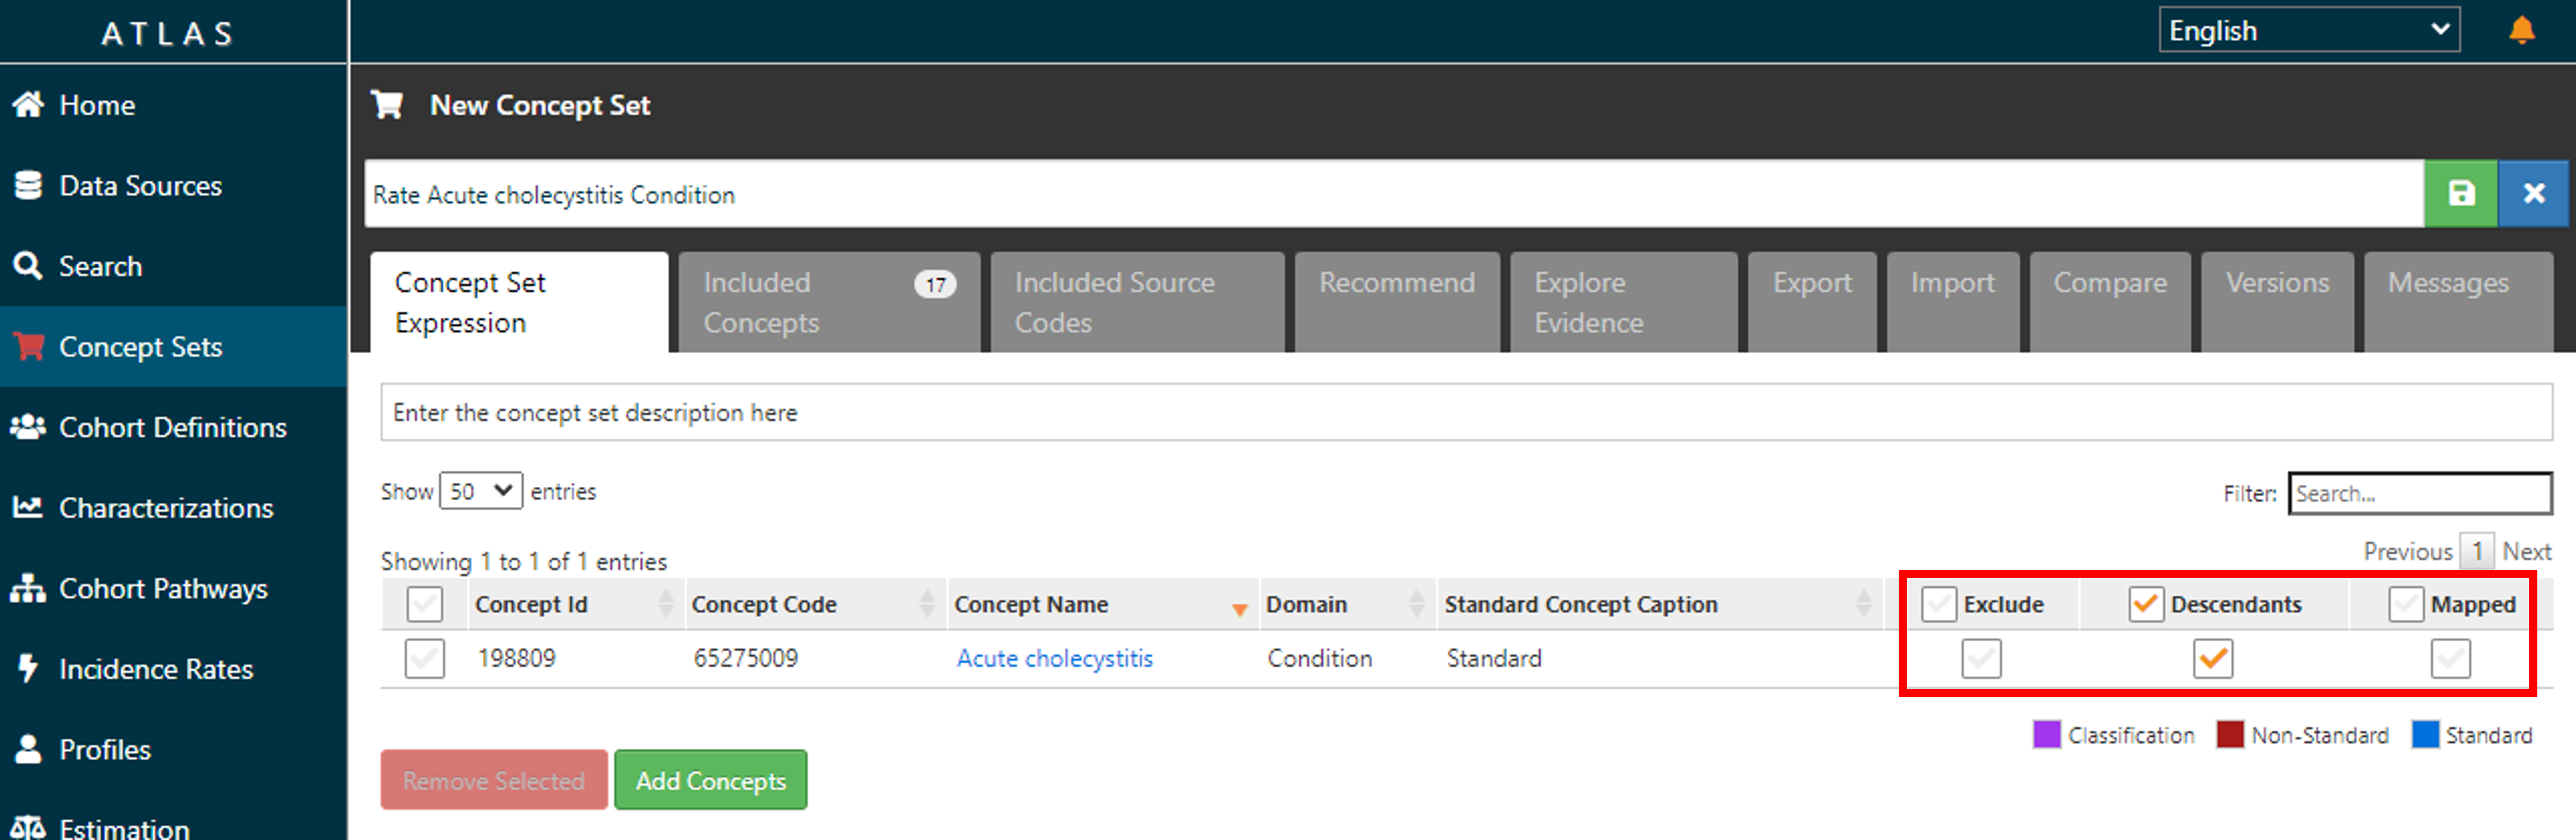 ATLAS
English
Home
Data Sources
Search
Concept Sets
Cohort Definitions
Characterizations
Cohort Pathways
Incidence Rates
Profiles
Estimation
New Concept Set
Rate Acute cholecystitis Condition
Concept Set
Expression
Included
Concepts
17
Included Source
Codes
Recommend
Explore
Evidence
Export
Import
Compare
Versions
Messages
Enter the concept set description here
Show 50 entries
Filter: Search...
Showing 1 to 1 of 1 entries
Previous 1 Next
Concept Id Concept Code Concept Name Domain Standard Concept Caption Exclude Descendants Mapped
198809 65275009 Acute cholecystitis Condition Standard
Classification Non-Standard Standard
Remove Selected Add Concepts